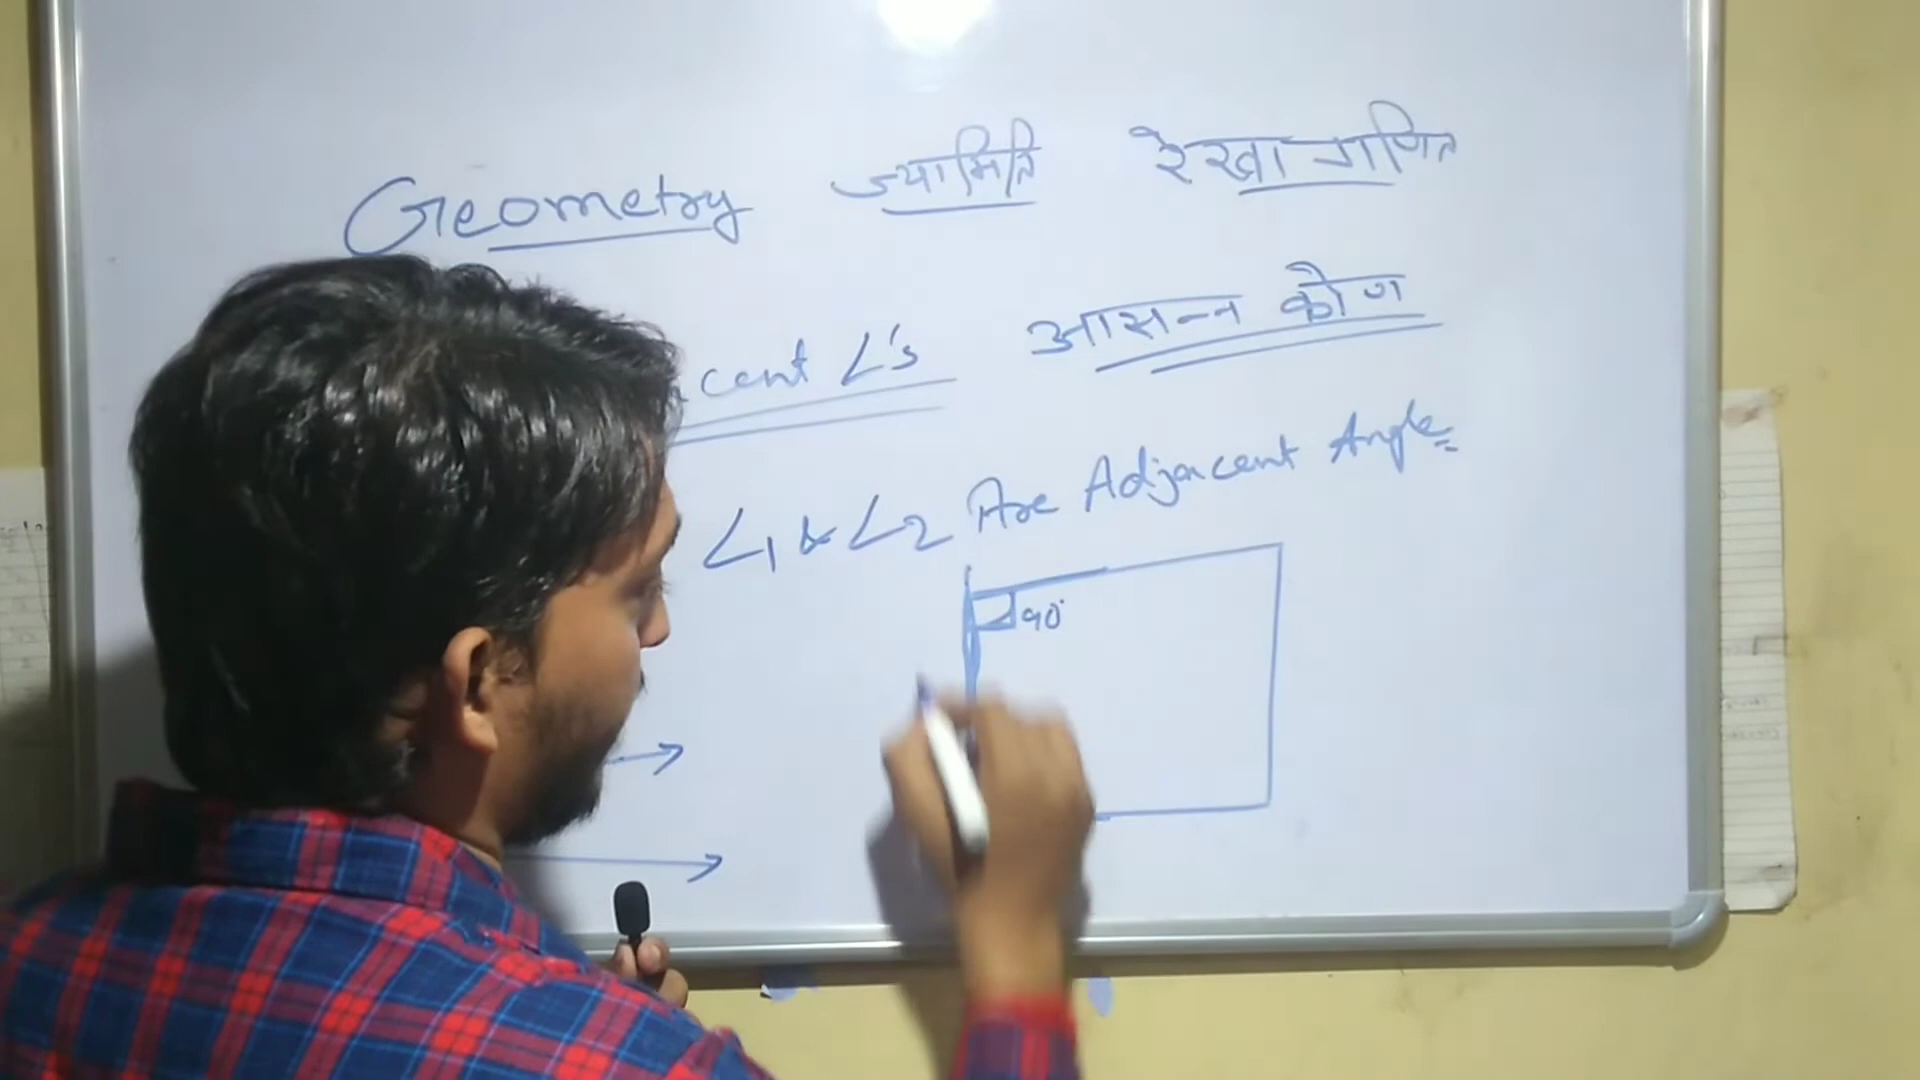 Geometry ज्यामिति रेखागणित
cent ∠'s आसन्न कोण
∠1 & ∠2 Are Adjacent Angle
90°